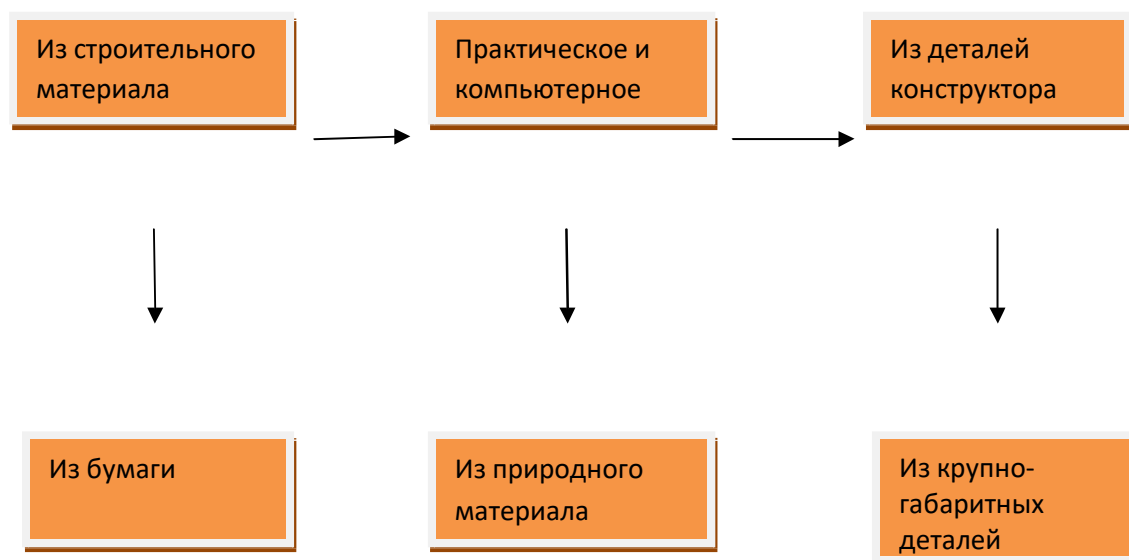 Из строительного
материала
Практическое и
компьютерное
Из деталей
конструктора
Из бумаги
Из природного
материала
Из крупно-
габаритных
деталей